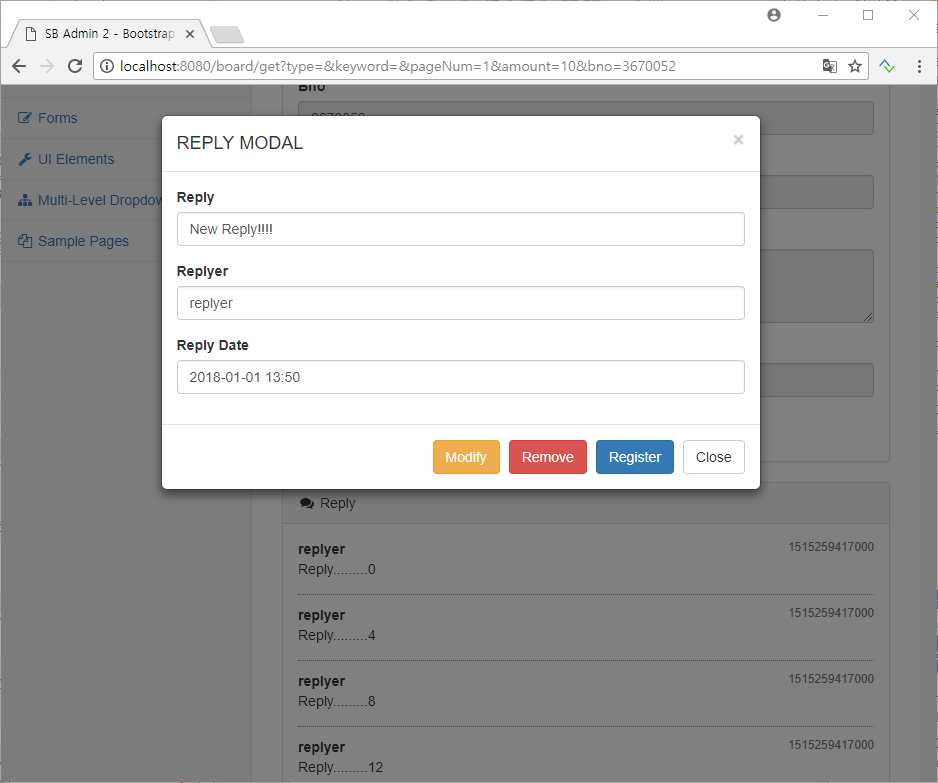 SB Admin 2 - Bootstrap
localhost:8080/board/get?type=&keyword=&pageNum=1&amount=10&bno=3670052
Bno
3670052
Forms
UI Elements
Multi-Level Dropdow
Sample Pages
REPLY MODAL
×
Reply
New Reply!!!!
Replyer
replyer
Reply Date
2018-01-01 13:50
Modify Remove Register Close
Reply
replyer 1515259417000
Reply.........0
replyer 1515259417000
Reply.........4
replyer 1515259417000
Reply.........8
replyer 1515259417000
Reply.........12